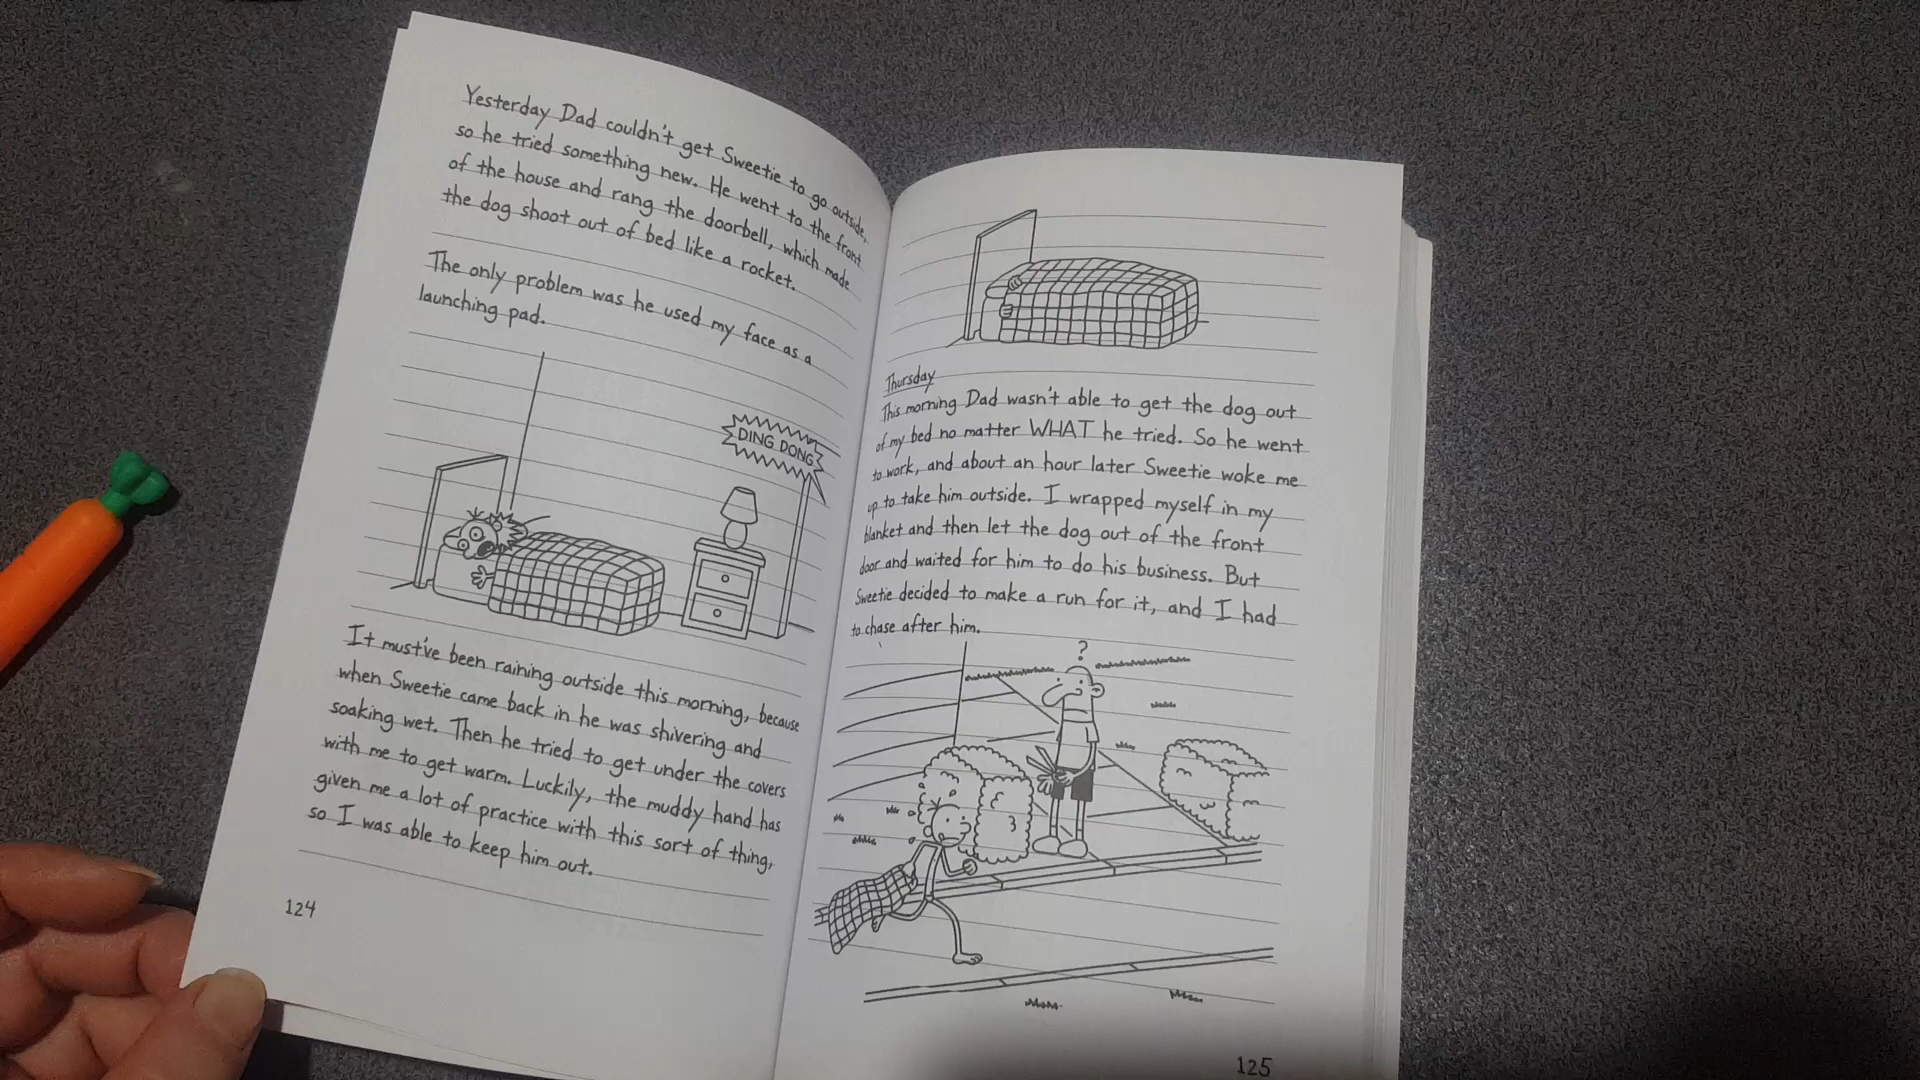 Yesterday Dad couldn't get Sweetie to go outside,
so he tried something new. He went to the front
of the house and rang the doorbell, which made
the dog shoot out of bed like a rocket.
The only problem was he used my face as a
launching pad.
DING DONG
It must've been raining outside this morning, because
when Sweetie came back in he was shivering and
soaking wet. Then he tried to get under the covers
with me to get warm. Luckily, the muddy hand has
given me a lot of practice with this sort of thing,
so I was able to keep him out.
124
Thursday
This morning Dad wasn't able to get the dog out
of my bed no matter WHAT he tried. So he went
to work, and about an hour later Sweetie woke me
up to take him outside. I wrapped myself in my
blanket and then let the dog out of the front
door and waited for him to do his business. But
Sweetie decided to make a run for it, and I had
to chase after him.
?
125